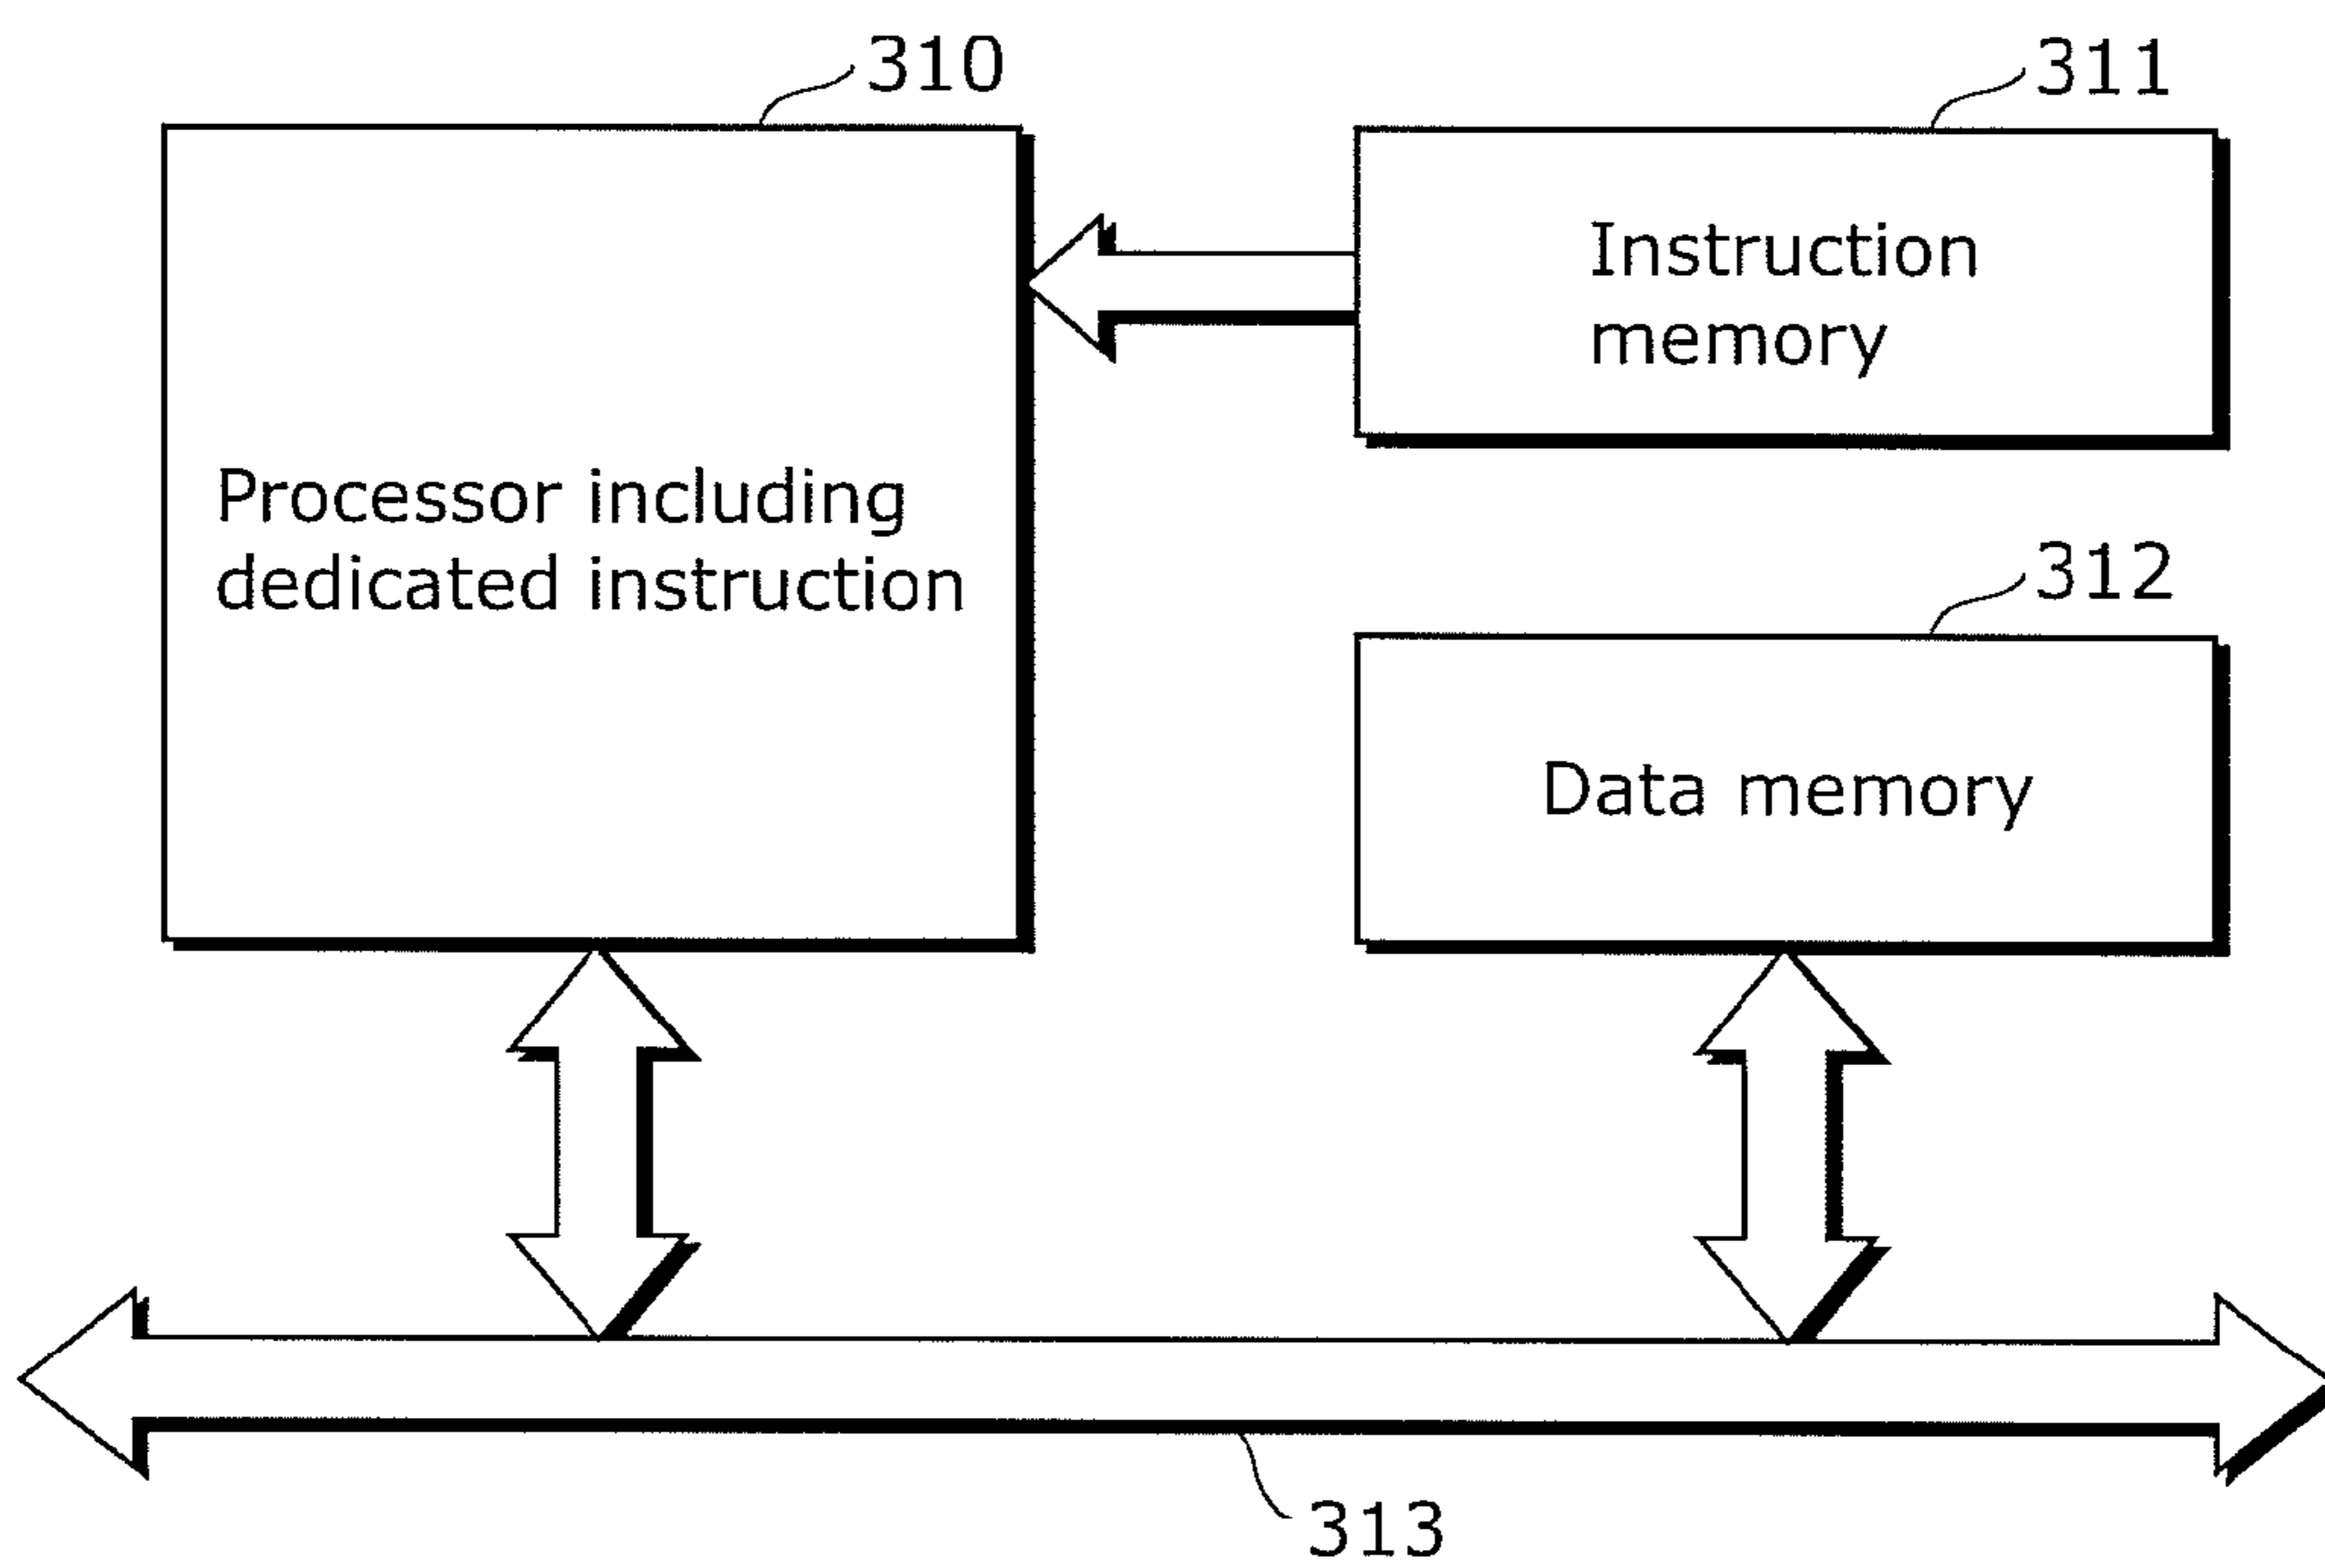 310
311
Instruction
memory
Processor including
dedicated instruction
312
Data memory
313